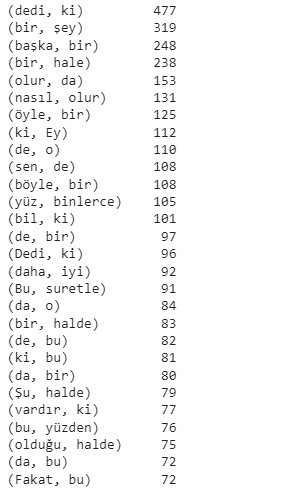 (dedi, ki) 477
(bir, şey) 319
(başka, bir) 248
(bir, hale) 238
(olur, da) 153
(nasıl, olur) 131
(öyle, bir) 125
(ki, Ey) 112
(de, o) 110
(sen, de) 108
(böyle, bir) 108
(yüz, binlerce) 105
(bil, ki) 101
(de, bir) 97
(Dedi, ki) 96
(daha, iyi) 92
(Bu, suretle) 91
(da, o) 84
(bir, halde) 83
(de, bu) 82
(ki, bu) 81
(da, bir) 80
(Şu, halde) 79
(vardır, ki) 77
(bu, yüzden) 76
(olduğu, halde) 75
(da, bu) 72
(Fakat, bu) 72